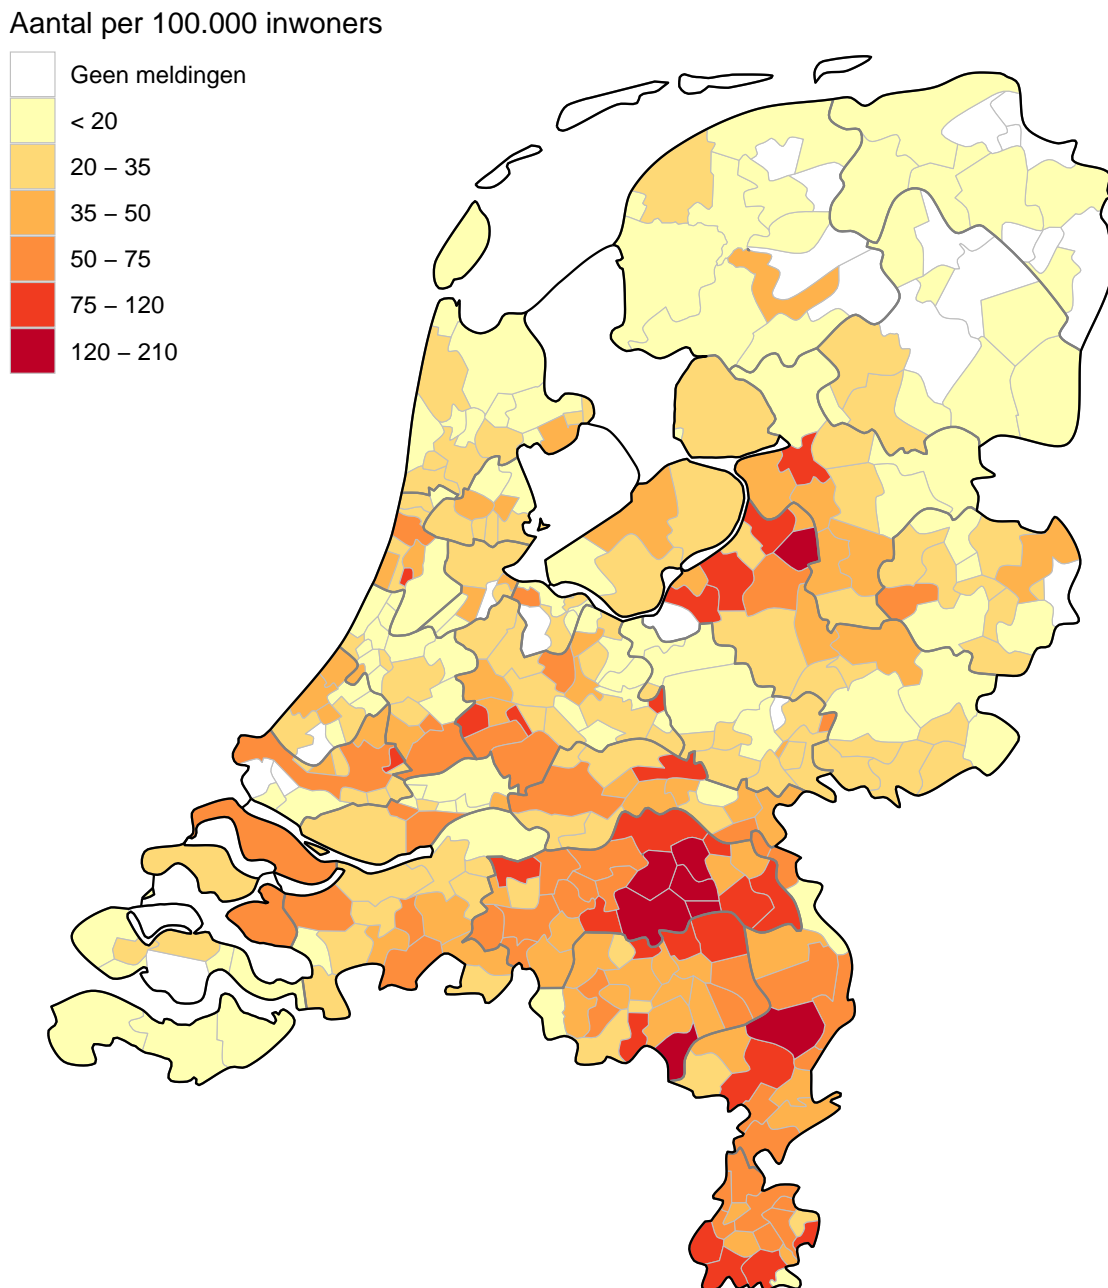 Aantal per 100.000 inwoners
Geen meldingen
< 20
20 – 35
35 – 50
50 – 75
75 – 120
120 – 210